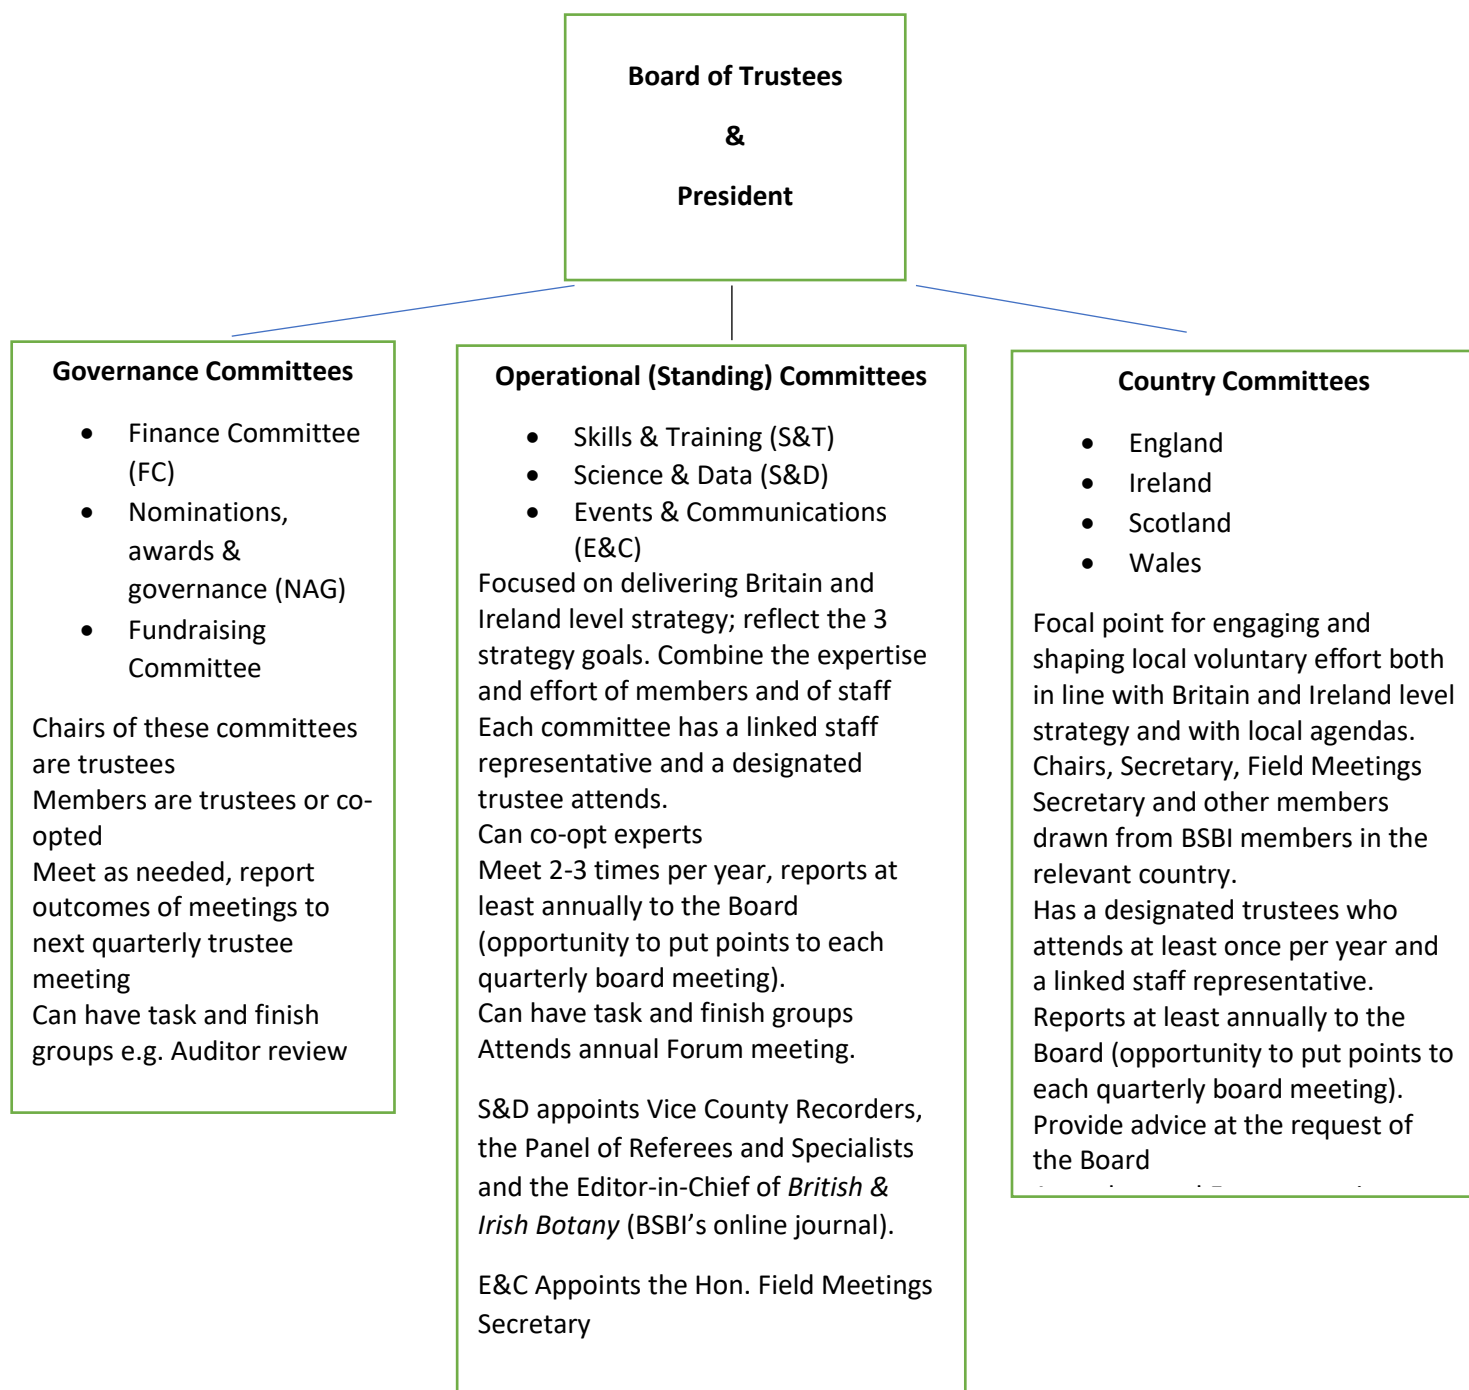 Board of Trustees
&
President
Governance Committees
• Finance Committee
(FC)
• Nominations,
awards &
governance (NAG)
• Fundraising
Committee
Chairs of these committees
are trustees
Members are trustees or co-
opted
Meet as needed, report
outcomes of meetings to
next quarterly trustee
meeting
Can have task and finish
groups e.g. Auditor review
Operational (Standing) Committees
• Skills & Training (S&T)
• Science & Data (S&D)
• Events & Communications
(E&C)
Focused on delivering Britain and
Ireland level strategy; reflect the 3
strategy goals. Combine the expertise
and effort of members and of staff
Each committee has a linked staff
representative and a designated
trustee attends.
Can co-opt experts
Meet 2-3 times per year, reports at
least annually to the Board
(opportunity to put points to each
quarterly board meeting).
Can have task and finish groups
Attends annual Forum meeting.
S&D appoints Vice County Recorders,
the Panel of Referees and Specialists
and the Editor-in-Chief of British &
Irish Botany (BSBI’s online journal).
E&C Appoints the Hon. Field Meetings
Secretary
Country Committees
• England
• Ireland
• Scotland
• Wales
Focal point for engaging and
shaping local voluntary effort both
in line with Britain and Ireland level
strategy and with local agendas.
Chairs, Secretary, Field Meetings
Secretary and other members
drawn from BSBI members in the
relevant country.
Has a designated trustees who
attends at least once per year and
a linked staff representative.
Reports at least annually to the
Board (opportunity to put points to
each quarterly board meeting).
Provide advice at the request of
the Board